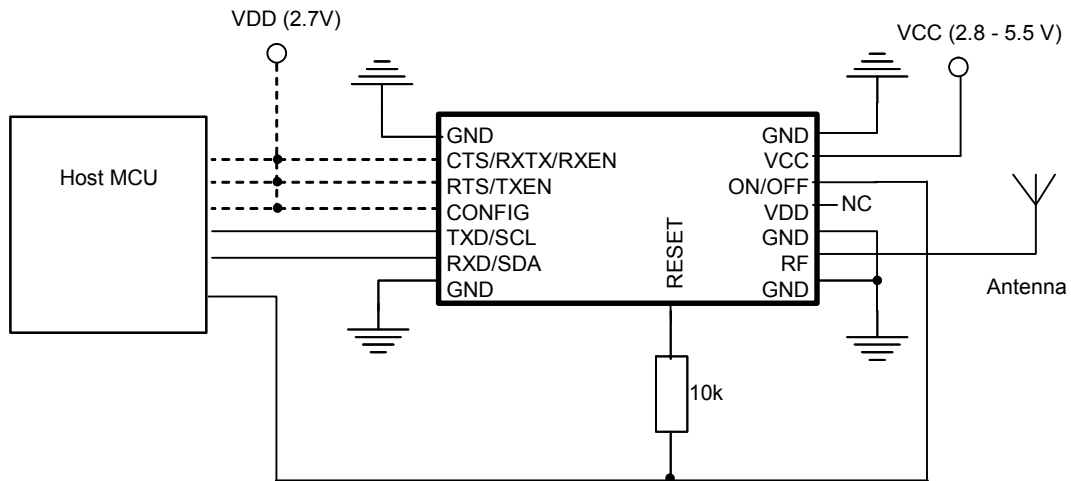 VDD (2.7V)
VCC (2.8 - 5.5 V)
Host MCU
GND
CTS/RXTX/RXEN
RTS/TXEN
CONFIG
TXD/SCL
RXD/SDA
GND
RESET
GND
VCC
ON/OFF
VDD
NC
GND
RF
GND
Antenna
10k